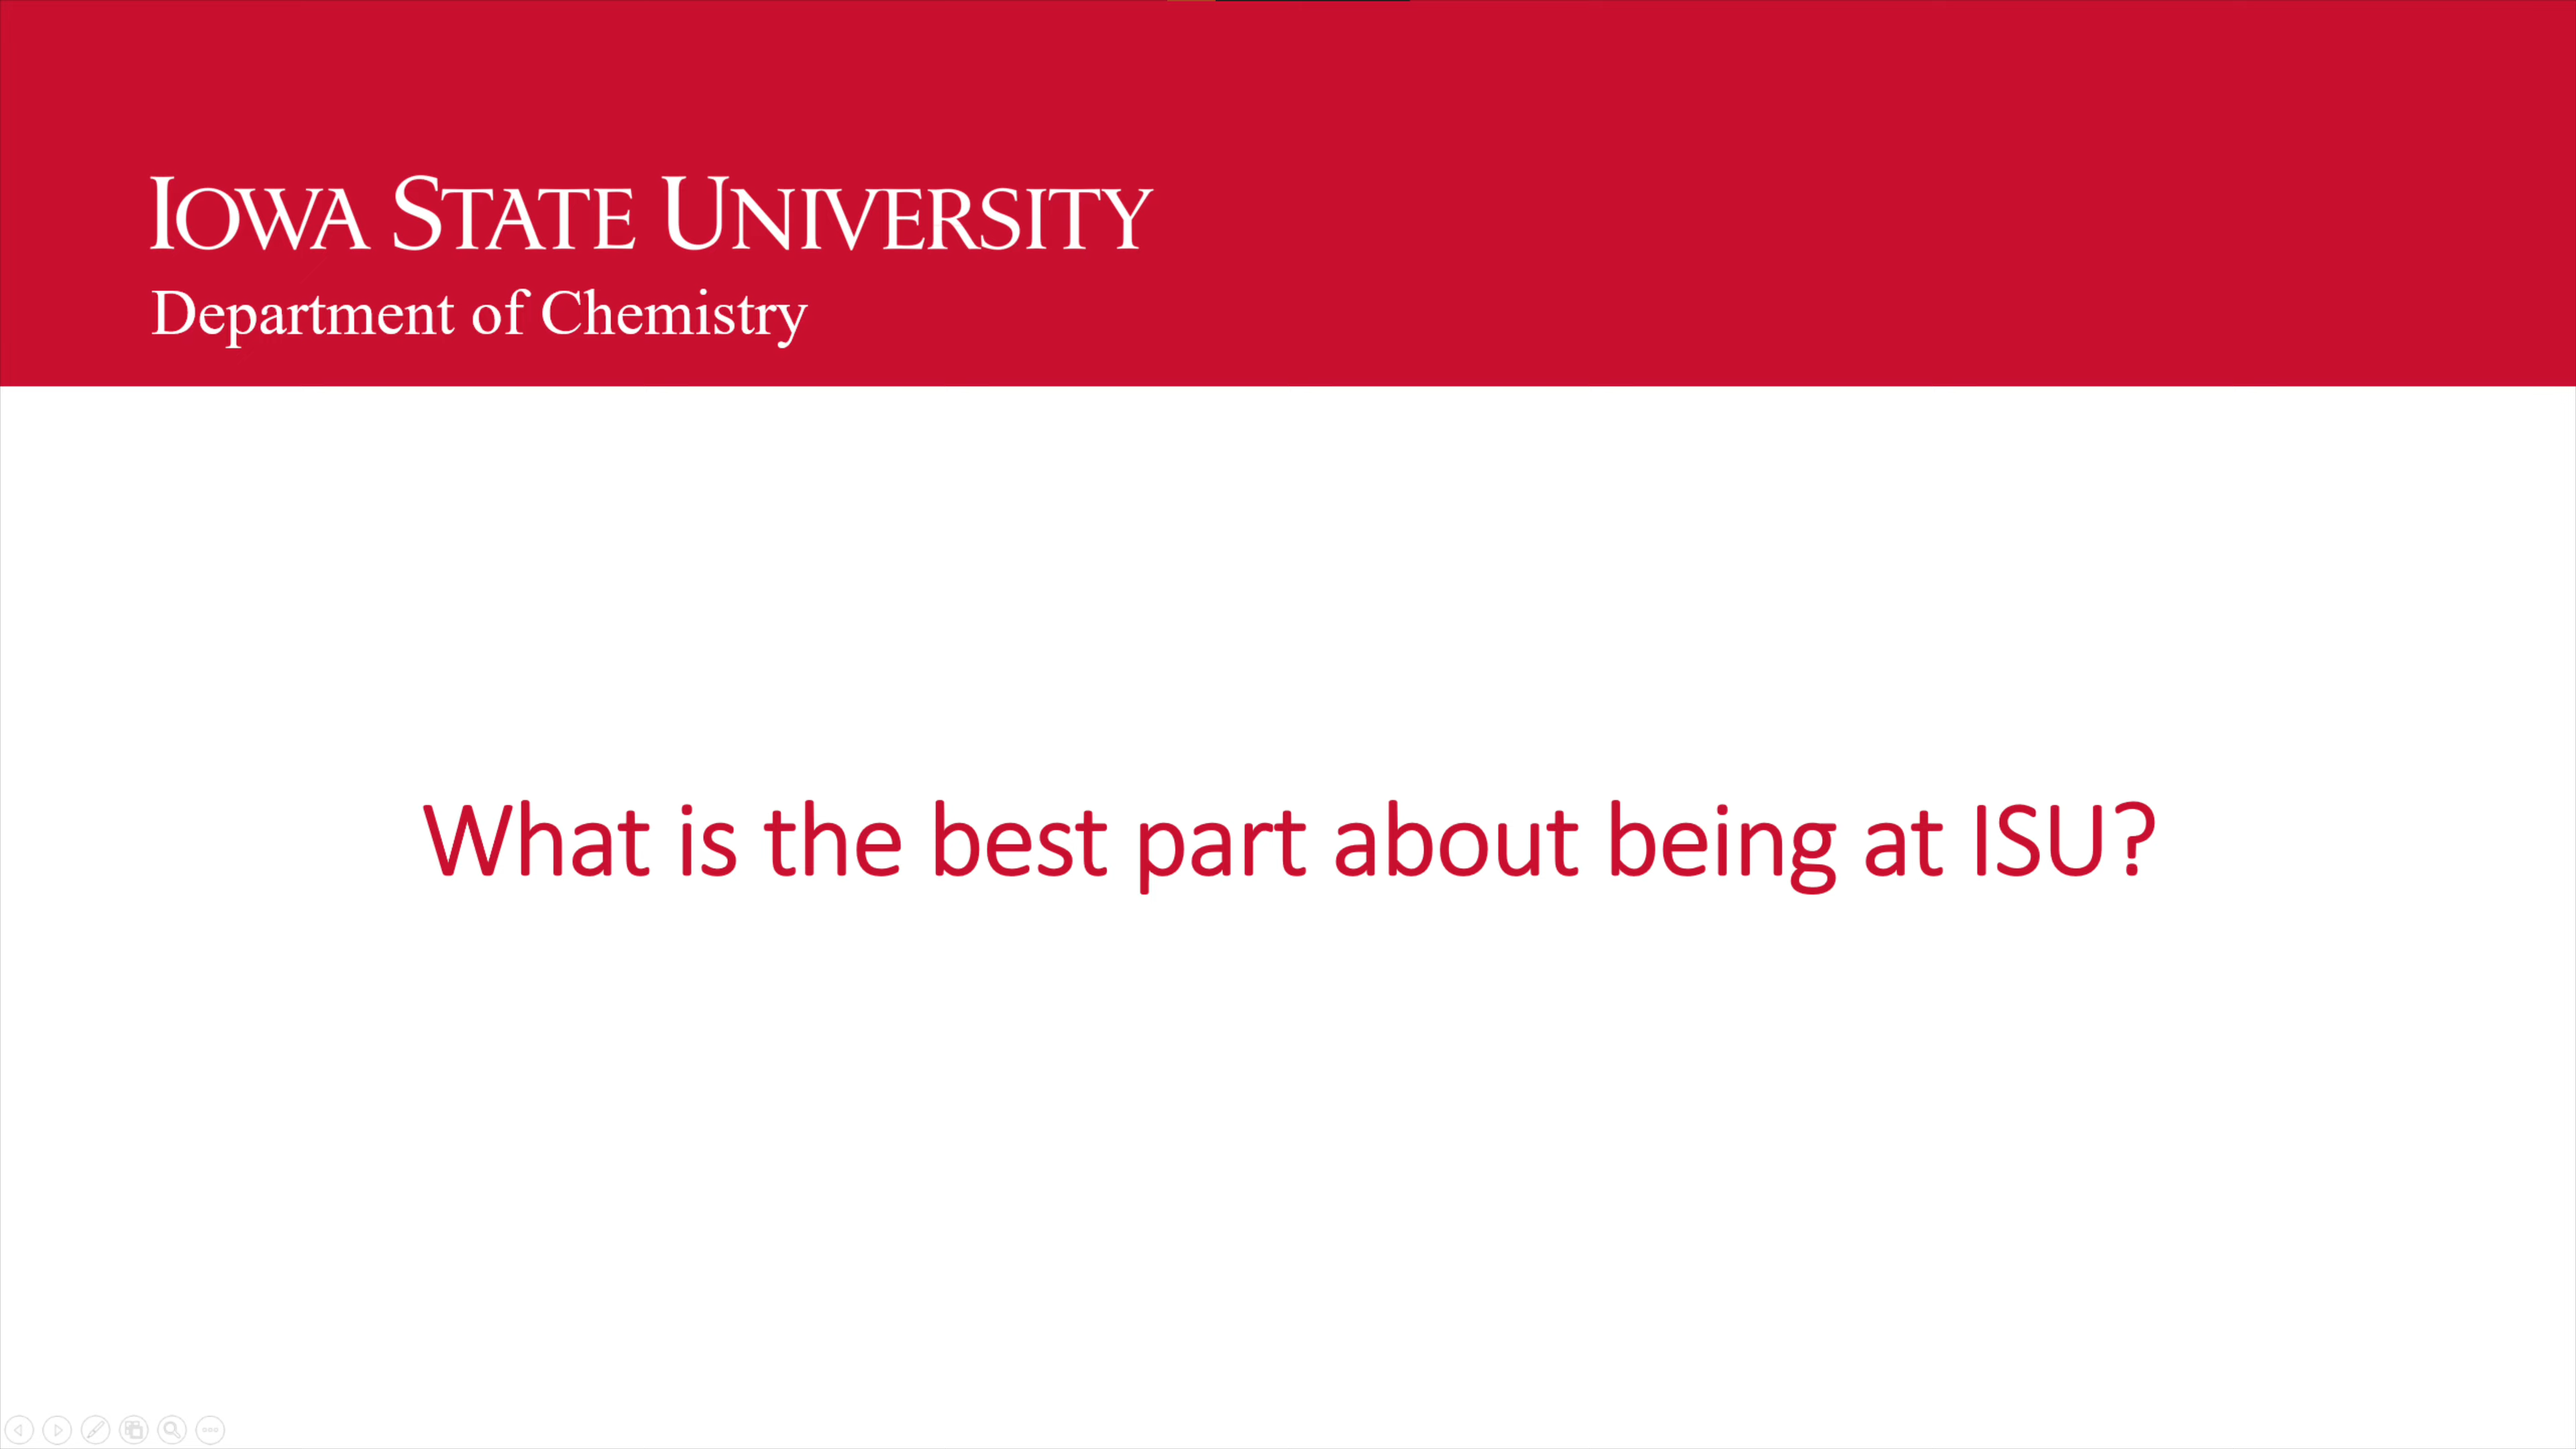 IOWA STATE UNIVERSITY
Department of Chemistry
What is the best part about being at ISU?